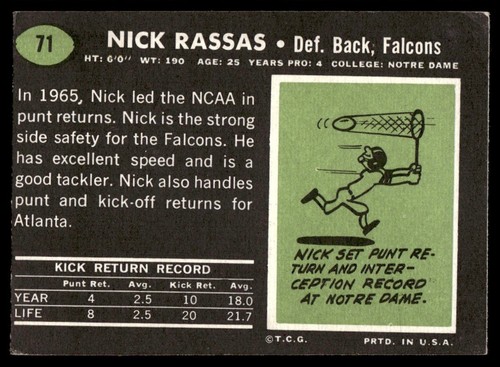 71
NICK RASSAS • Def. Back, Falcons
HT: 6'0" WT: 190 AGE: 25 YEARS PRO: 4 COLLEGE: NOTRE DAME
In 1965, Nick led the NCAA in
punt returns. Nick is the strong
side safety for the Falcons. He
has excellent speed and is a
good tackler. Nick also handles
punt and kick-off returns for
Atlanta.
KICK RETURN RECORD
Punt Ret. Avg. Kick Ret. Avg.
YEAR 4 2.5 10 18.0
LIFE 8 2.5 20 21.7
NICK SET PUNT RE-
TURN AND INTER-
CEPTION RECORD
AT NOTRE DAME.
©T.C.G. PRTD. IN U.S.A.